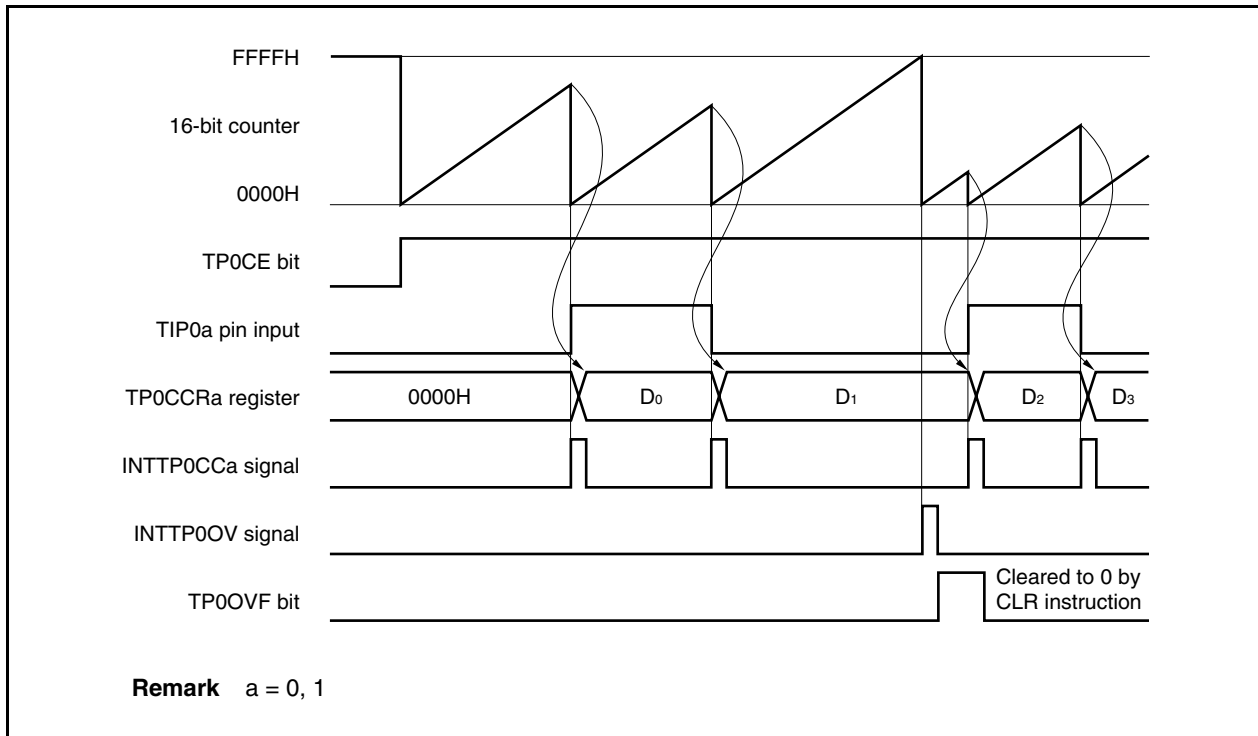 FFFFH
16-bit counter
0000H
TP0CE bit
TIP0a pin input
TP0CCRa register
0000H D0 D1 D2 D3
INTTP0CCa signal
INTTP0OV signal
TP0OVF bit
Cleared to 0 by
CLR instruction
Remark a = 0, 1